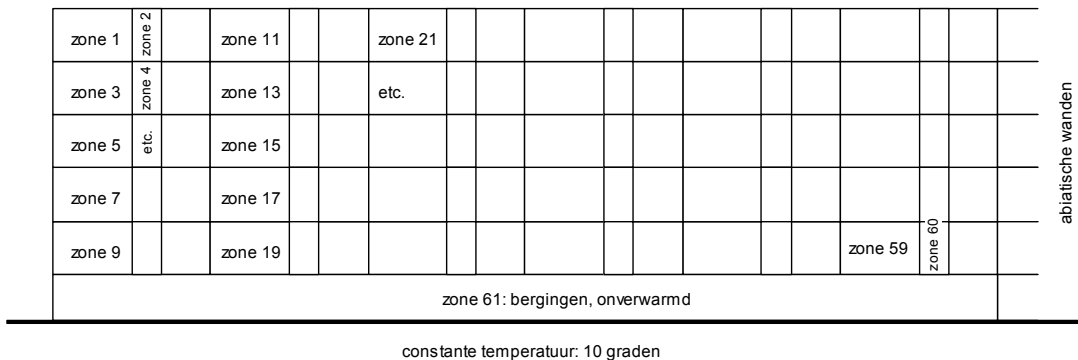 zone 1
zone 2
zone 11
zone 21
zone 3
zone 4
zone 13
etc.
zone 5
etc.
zone 15
zone 7
zone 17
zone 9
zone 19
zone 59
zone 60
zone 61: bergingen, onverwarmd
constante temperatuur: 10 graden
abiatische wanden